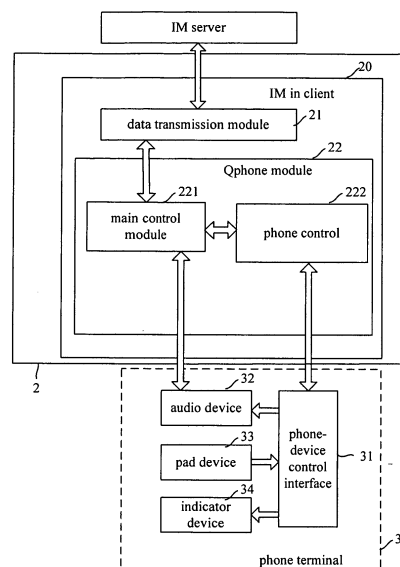 IM server
20
IM in client
data transmission module
21
22
Qphone module
221
222
main control
module
phone control
2
32
audio device
33
pad device
34
indicator
device
phone-
device
control
interface
31
3
phone terminal